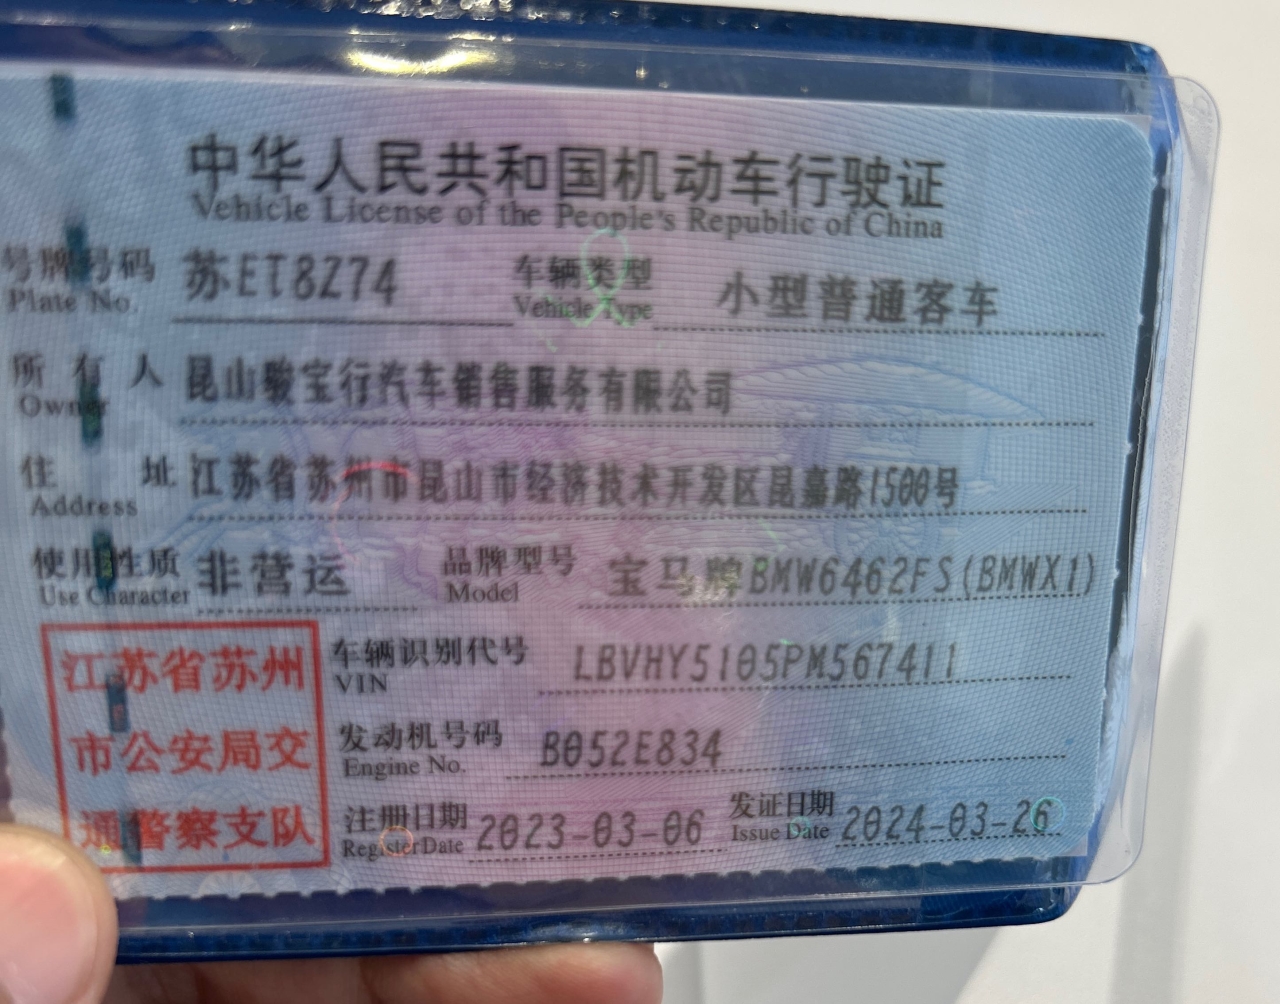 中华人民共和国机动车行驶证
Vehicle License of the People's Republic of China
号牌号码 苏ET8Z74 车辆类型 小型普通客车
Plate No. Vehicle Type
所有人 昆山骏宝行汽车销售服务有限公司
Owner
住址 江苏省苏州市昆山市经济技术开发区昆嘉路1500号
Address
使用性质 非营运 品牌型号 宝马牌BMW6462FS(BMWX1)
Use Character Model
江苏省苏州
市公安局交
通警察支队
车辆识别代号 LBVHY5105PM567411
VIN
发动机号码 B052E834
Engine No.
注册日期 2023-03-06 发证日期 2024-03-26
Register Date Issue Date